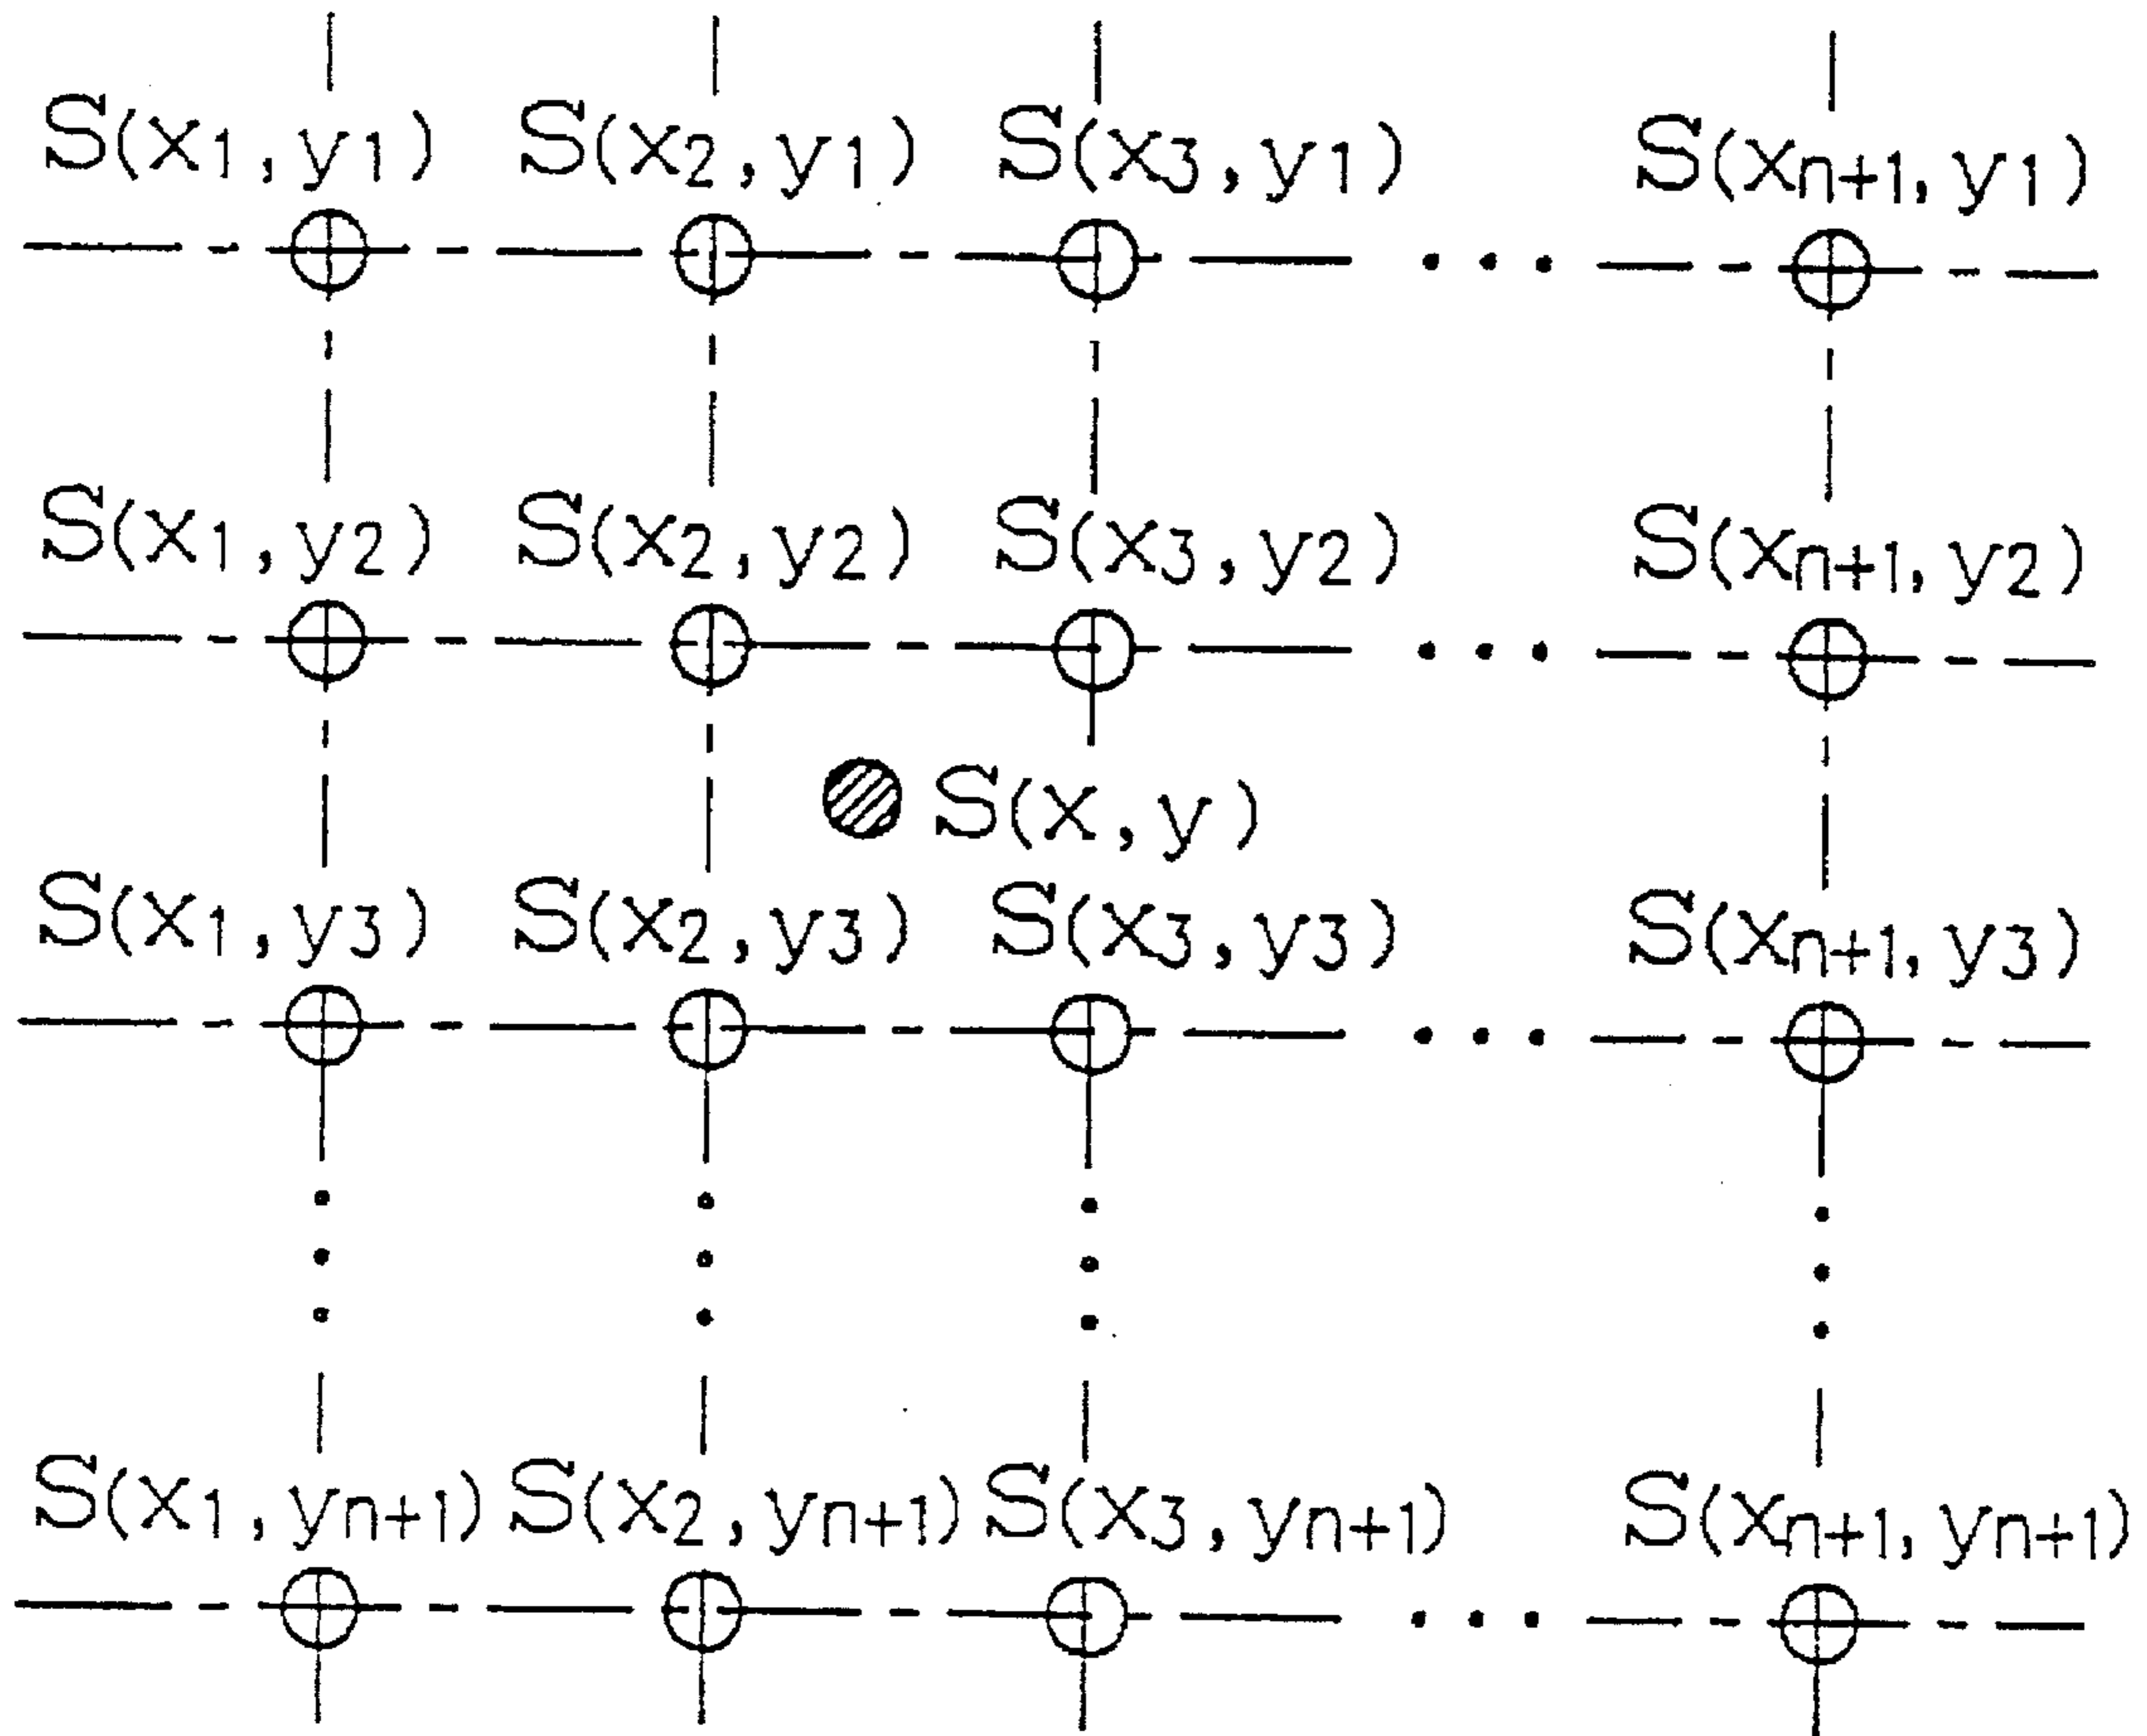 S(x1,y1) S(x2,y1) S(x3,y1) ... S(xn+1,y1)
S(x1,y2) S(x2,y2) S(x3,y2) ... S(xn+1,y2)
S(x,y)
S(x1,y3) S(x2,y3) S(x3,y3) ... S(xn+1,y3)
S(x1,yn+1) S(x2,yn+1) S(x3,yn+1) ... S(xn+1,yn+1)